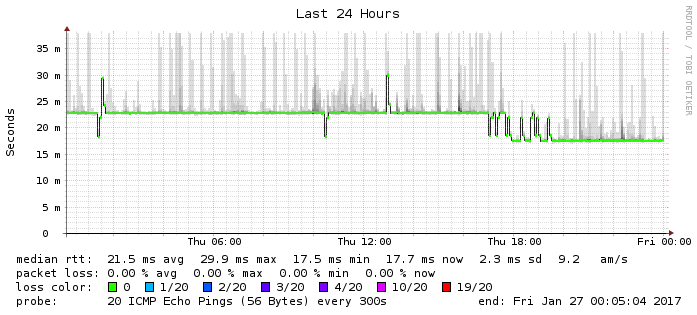 Last 24 Hours
RRDTOOL / TOBI OETIKER
Seconds
35 m
30 m
25 m
20 m
15 m
10 m
5 m
0
Thu 06:00 Thu 12:00 Thu 18:00 Fri 00:00
median rtt: 21.5 ms avg 29.9 ms max 17.5 ms min 17.7 ms now 2.3 ms sd 9.2 am/s
packet loss: 0.00 % avg 0.00 % max 0.00 % min 0.00 % now
loss color: 0 1/20 2/20 3/20 4/20 10/20 19/20
probe: 20 ICMP Echo Pings (56 Bytes) every 300s end: Fri Jan 27 00:05:04 2017